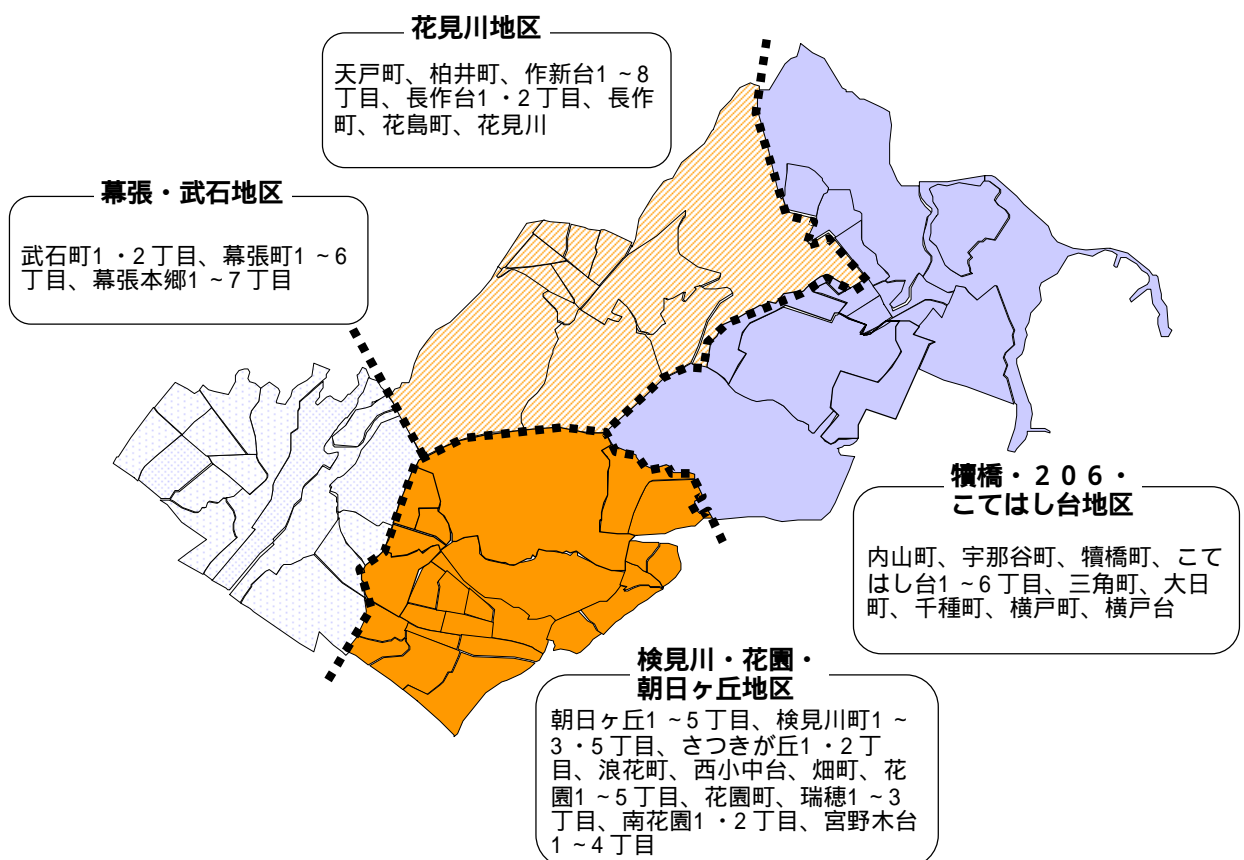 花見川地区
天戸町、柏井町、作新台1～8
丁目、長作台1・2丁目、長作
町、花島町、花見川
幕張・武石地区
武石町1・2丁目、幕張町1～6
丁目、幕張本郷1～7丁目
犢橋・206・
こてはし台地区
内山町、宇那谷町、犢橋町、こて
はし台1～6丁目、三角町、大日
町、千種町、横戸町、横戸台
検見川・花園・
朝日ヶ丘地区
朝日ヶ丘1～5丁目、検見川町1～
3・5丁目、さつきが丘1・2丁
目、浪花町、西小中台、畑町、花
園1～5丁目、花園町、瑞穂1～3
丁目、南花園1・2丁目、宮野木台
1～4丁目